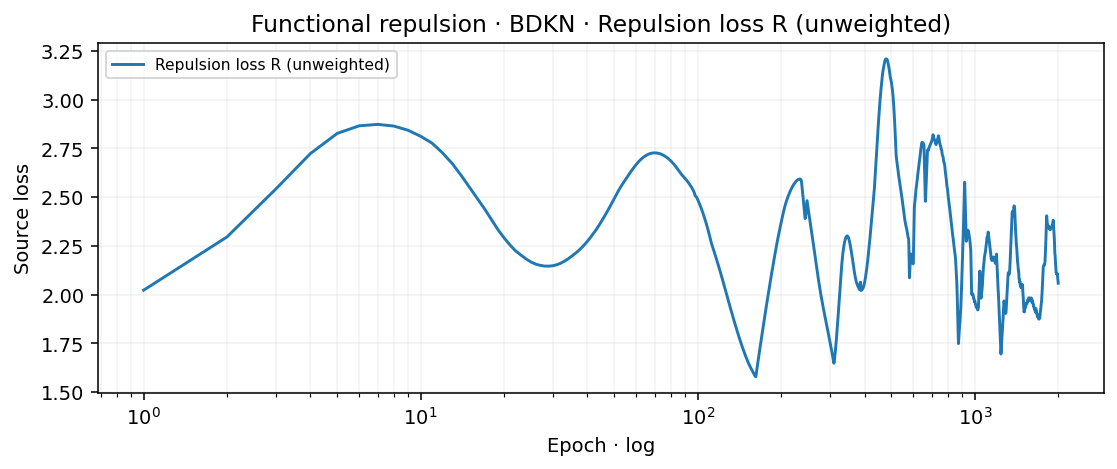 Functional repulsion · BDKN · Repulsion loss R (unweighted)
Repulsion loss R (unweighted)
Source loss
3.25
3.00
2.75
2.50
2.25
2.00
1.75
1.50
10⁰ 10¹ 10² 10³
Epoch · log